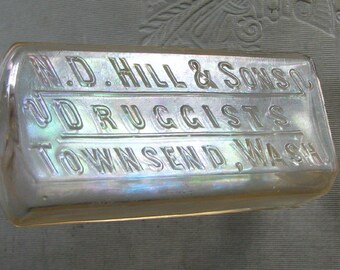 N.D. HILL & SONS
DRUGGISTS
TOWNSEND, WASH